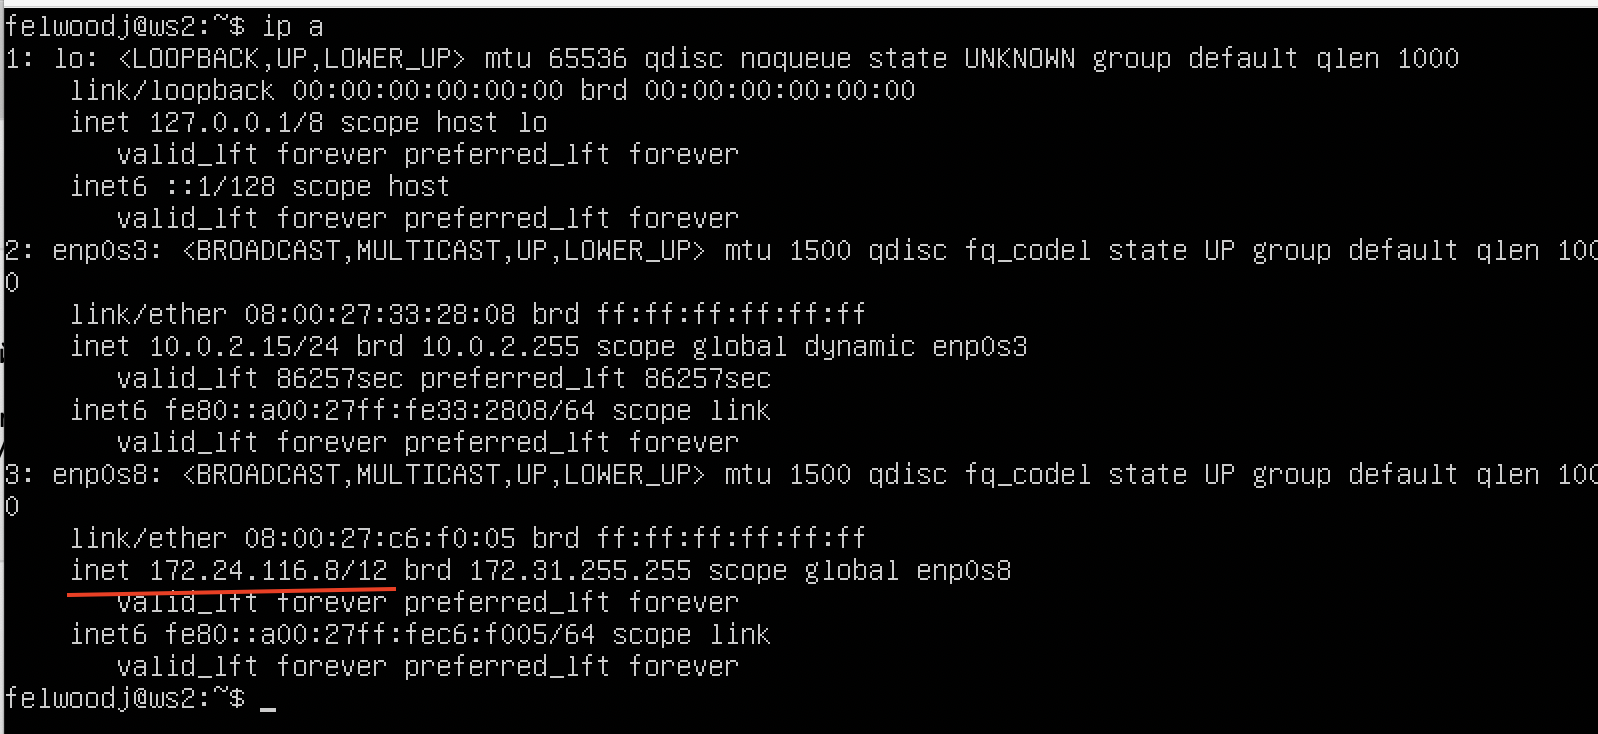 felwoodj@ws2:~$ ip a
1: lo: <LOOPBACK,UP,LOWER_UP> mtu 65536 qdisc noqueue state UNKNOWN group default qlen 1000
link/loopback 00:00:00:00:00:00 brd 00:00:00:00:00:00
inet 127.0.0.1/8 scope host lo
valid_lft forever preferred_lft forever
inet6 ::1/128 scope host
valid_lft forever preferred_lft forever
2: enp0s3: <BROADCAST,MULTICAST,UP,LOWER_UP> mtu 1500 qdisc fq_codel state UP group default qlen 100
0
link/ether 08:00:27:33:28:08 brd ff:ff:ff:ff:ff:ff
inet 10.0.2.15/24 brd 10.0.2.255 scope global dynamic enp0s3
valid_lft 86257sec preferred_lft 86257sec
inet6 fe80::a00:27ff:fe33:2808/64 scope link
valid_lft forever preferred_lft forever
3: enp0s8: <BROADCAST,MULTICAST,UP,LOWER_UP> mtu 1500 qdisc fq_codel state UP group default qlen 100
0
link/ether 08:00:27:c6:f0:05 brd ff:ff:ff:ff:ff:ff
inet 172.24.116.8/12 brd 172.31.255.255 scope global enp0s8
valid_lft forever preferred_lft forever
inet6 fe80::a00:27ff:fec6:f005/64 scope link
valid_lft forever preferred_lft forever
felwoodj@ws2:~$ _